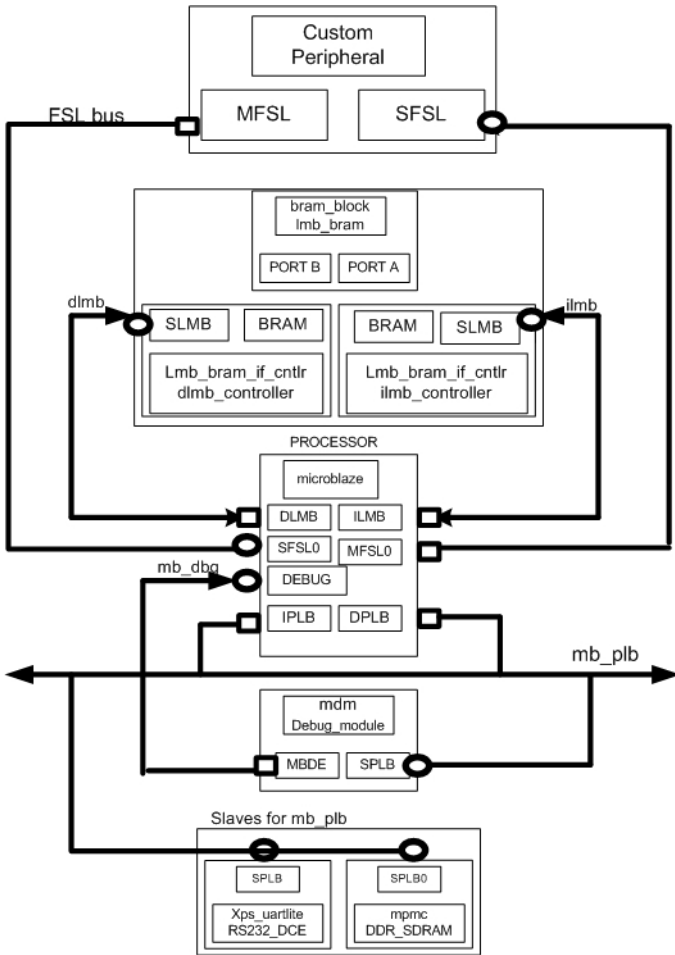 Custom
Peripheral
FSL bus
MFSL
SFSL
bram_block
lmb_bram
PORT B
PORT A
dlmb
ilmb
SLMB
BRAM
BRAM
SLMB
Lmb_bram_if_cntlr
dlmb_controller
Lmb_bram_if_cntlr
ilmb_controller
PROCESSOR
microblaze
DLMB
ILMB
SFSL0
MFSL0
mb_dbg
DEBUG
IPLB
DPLB
mb_plb
mdm
Debug_module
MBDE
SPLB
Slaves for mb_plb
SPLB
SPLB0
Xps_uartlite
RS232_DCE
mpmc
DDR_SDRAM